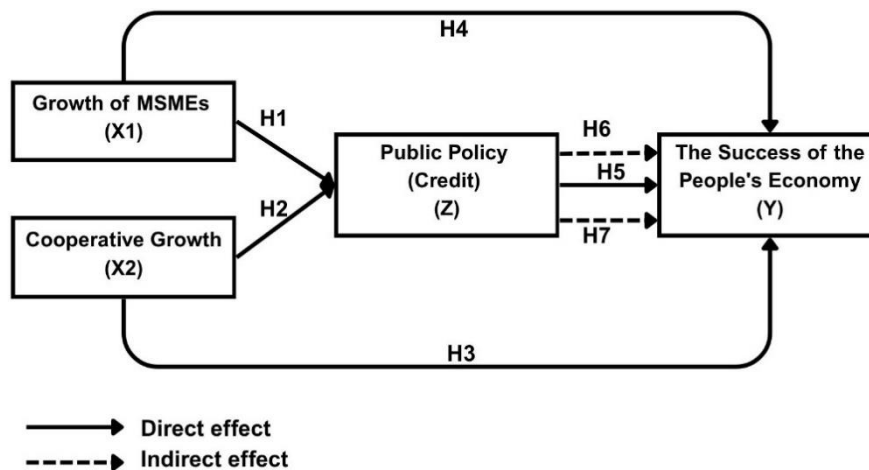 H4
Growth of MSMEs
(X1)
H1
H6
Public Policy
(Credit)
(Z)
H5
The Success of the
People's Economy
(Y)
H2
H7
Cooperative Growth
(X2)
H3
Direct effect
Indirect effect